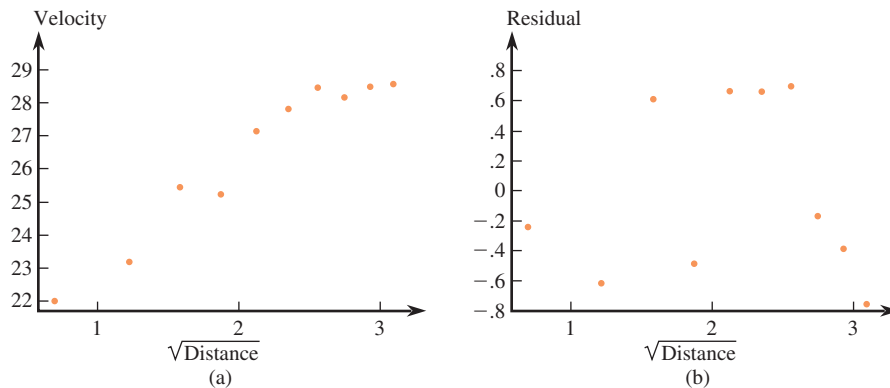 Velocity
29
28
27
26
25
24
23
22
1 2 3
√Distance
(a)
Residual
.8
.6
.4
.2
0
−.2
−.4
−.6
−.8
1 2 3
√Distance
(b)